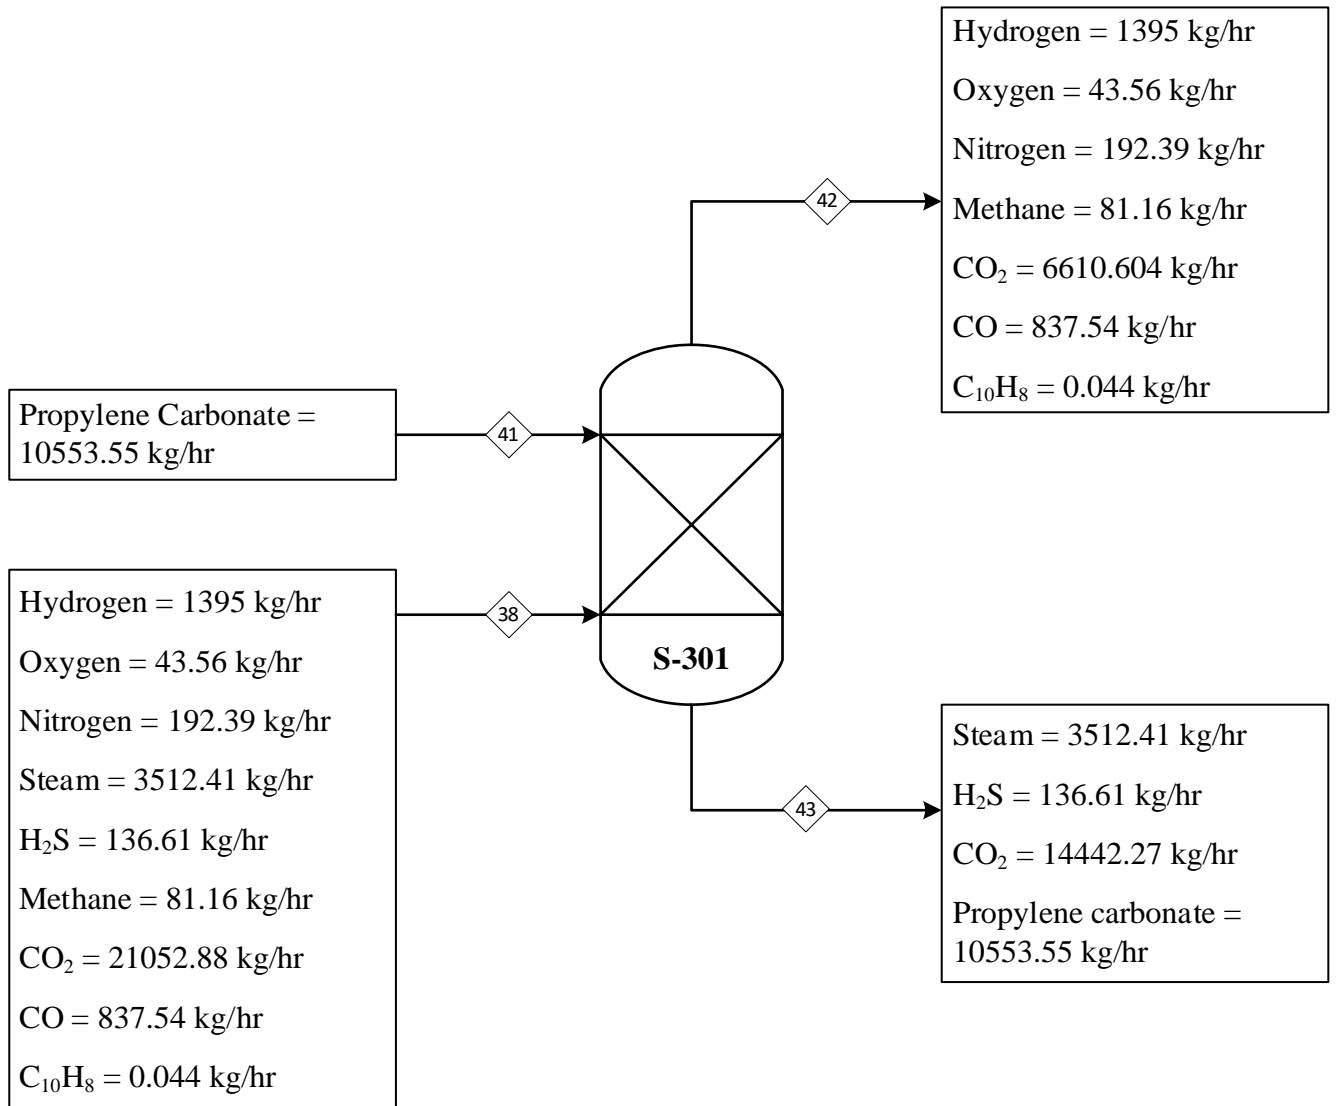 Hydrogen = 1395 kg/hr
Oxygen = 43.56 kg/hr
Nitrogen = 192.39 kg/hr
Methane = 81.16 kg/hr
CO₂ = 6610.604 kg/hr
CO = 837.54 kg/hr
C₁₀H₈ = 0.044 kg/hr
42
Propylene Carbonate =
10553.55 kg/hr
41
Hydrogen = 1395 kg/hr
Oxygen = 43.56 kg/hr
Nitrogen = 192.39 kg/hr
Steam = 3512.41 kg/hr
H₂S = 136.61 kg/hr
Methane = 81.16 kg/hr
CO₂ = 21052.88 kg/hr
CO = 837.54 kg/hr
C₁₀H₈ = 0.044 kg/hr
38
S-301
43
Steam = 3512.41 kg/hr
H₂S = 136.61 kg/hr
CO₂ = 14442.27 kg/hr
Propylene carbonate =
10553.55 kg/hr